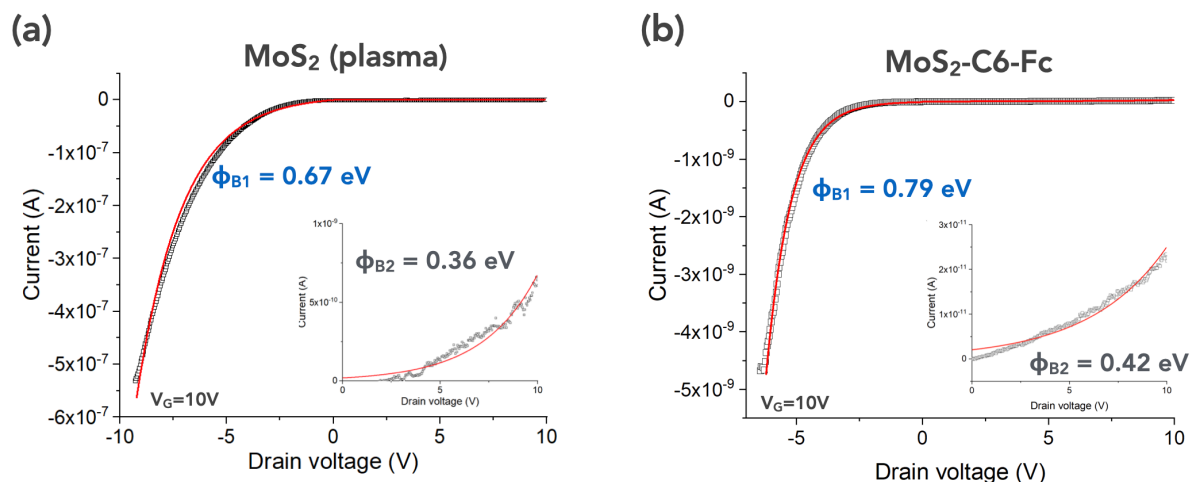 (a)
MoS₂ (plasma)
0
-1x10⁻⁷
-2x10⁻⁷
-3x10⁻⁷
-4x10⁻⁷
-5x10⁻⁷
-6x10⁻⁷
Current (A)
ϕB1 = 0.67 eV
1x10⁻⁹
5x10⁻¹⁰
0
Current (A)
ϕB2 = 0.36 eV
5
10
Drain voltage (V)
VG=10V
-10
-5
0
5
10
Drain voltage (V)
(b)
MoS₂-C6-Fc
0
-1x10⁻⁹
-2x10⁻⁹
-3x10⁻⁹
-4x10⁻⁹
-5x10⁻⁹
Current (A)
ϕB1 = 0.79 eV
3x10⁻¹¹
2x10⁻¹¹
1x10⁻¹¹
0
Current (A)
ϕB2 = 0.42 eV
0
5
10
Drain voltage (V)
VG=10V
-5
0
5
10
Drain voltage (V)